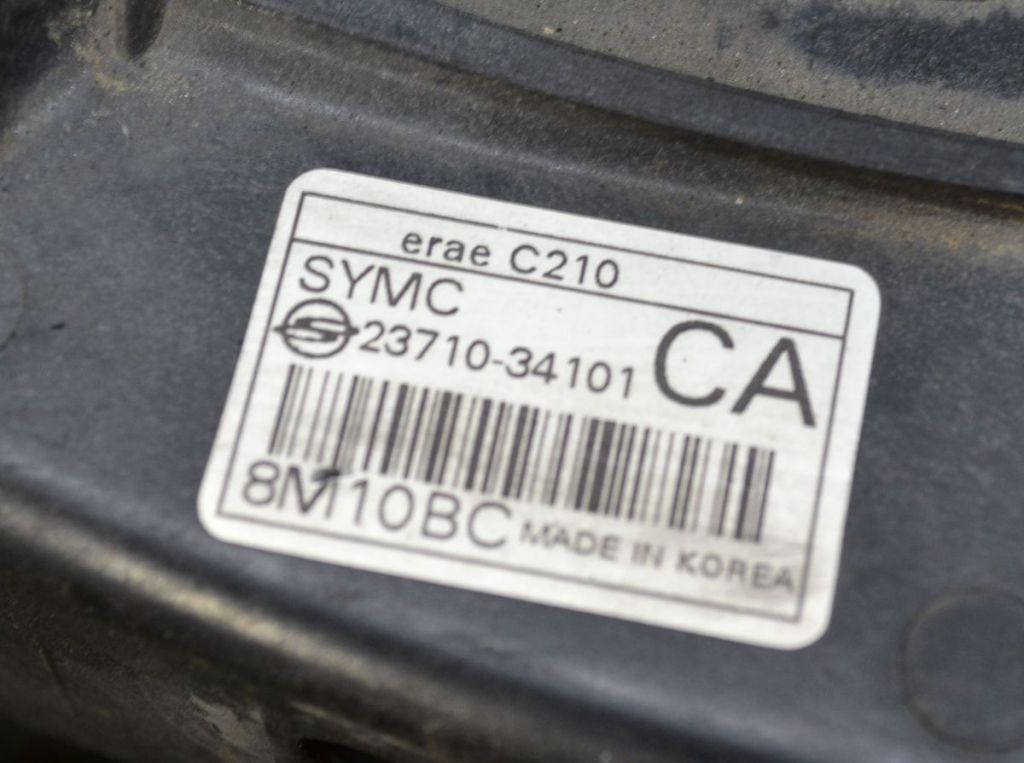 erae C210
SYMC
23710-34101 CA
8M10BC MADE IN KOREA